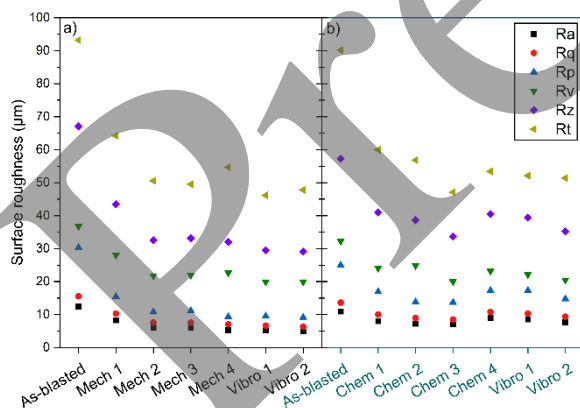 a)
b)
Ra
Rq
Rp
Rv
Rz
Rt
Surface roughness (μm)
100
90
80
70
60
50
40
30
20
10
0
As-blasted
Mech 1
Mech 2
Mech 3
Mech 4
Vibro 1
Vibro 2
As-blasted
Chem 1
Chem 2
Chem 3
Chem 4
Vibro 1
Vibro 2